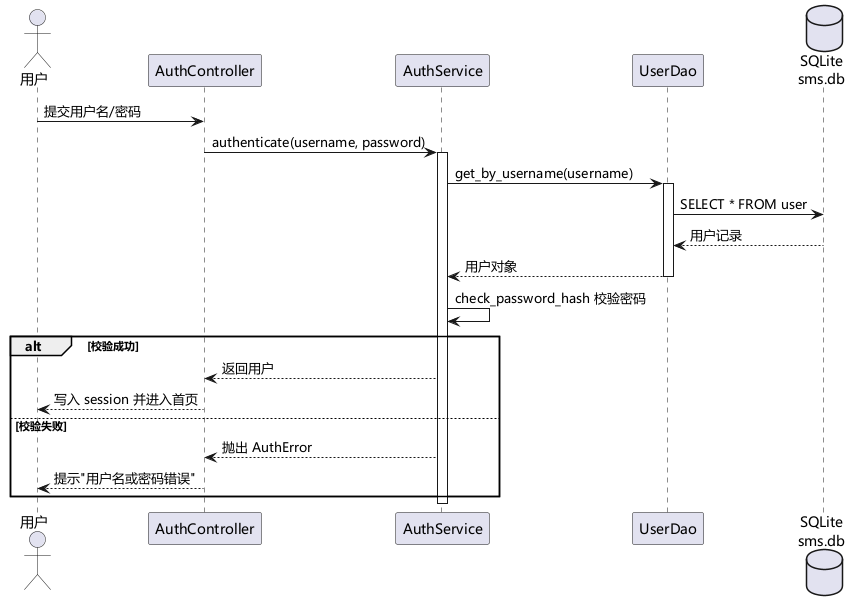 用户
AuthController
AuthService
UserDao
SQLite
sms.db
提交用户名/密码
authenticate(username, password)
get_by_username(username)
SELECT * FROM user
用户记录
用户对象
check_password_hash 校验密码
alt
[校验成功]
返回用户
写入 session 并进入首页
[校验失败]
抛出 AuthError
提示"用户名或密码错误"
用户
AuthController
AuthService
UserDao
SQLite
sms.db